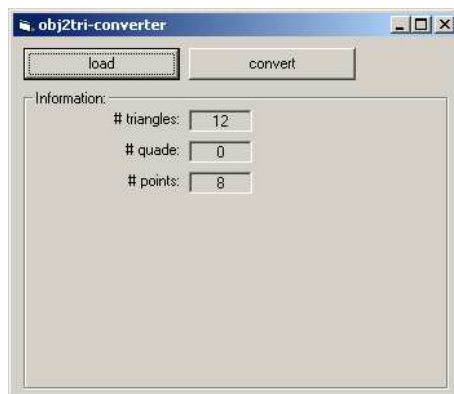 obj2tri-converter
load convert
Information:
# triangles: 12
# quade: 0
# points: 8